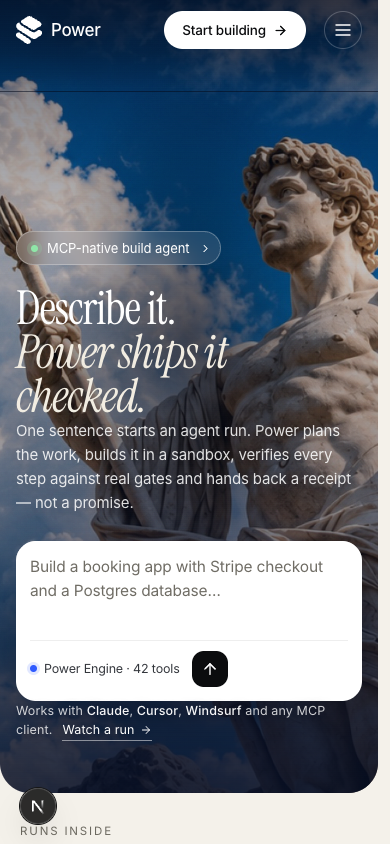 Power
Start building →
MCP-native build agent ›
Describe it.
Power ships it
checked.
One sentence starts an agent run. Power plans
the work, builds it in a sandbox, verifies every
step against real gates and hands back a receipt
— not a promise.
Build a booking app with Stripe checkout
and a Postgres database...
Power Engine · 42 tools
Works with Claude, Cursor, Windsurf and any MCP
client. Watch a run →
N
RUNS INSIDE